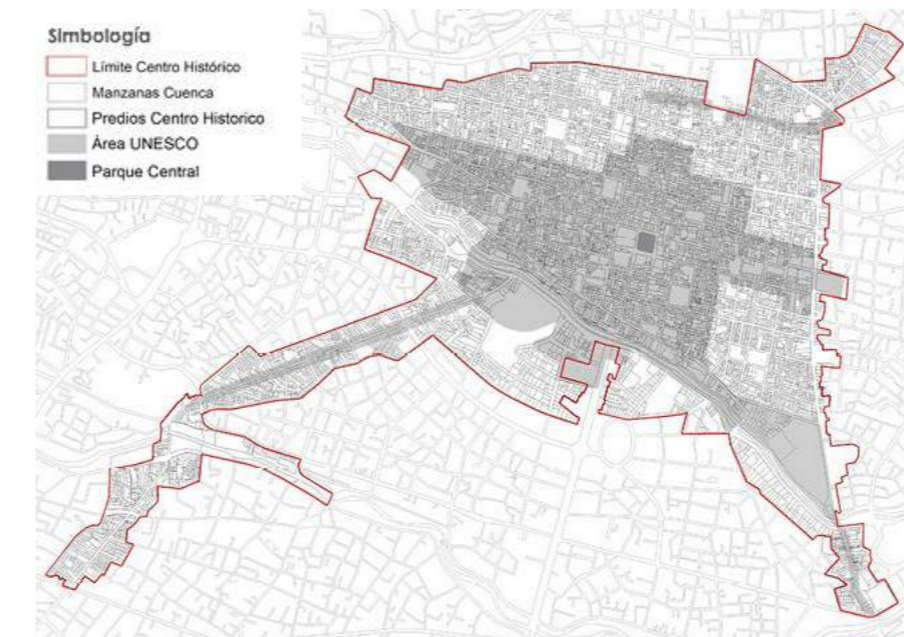 Simbología
Límite Centro Histórico
Manzanas Cuenca
Predios Centro Historico
Área UNESCO
Parque Central